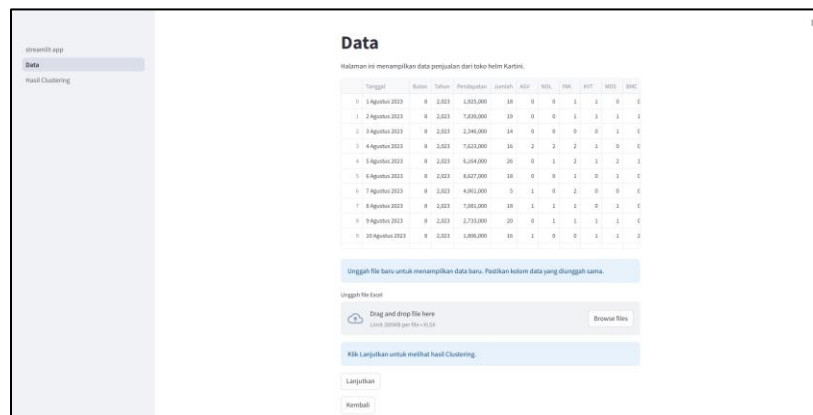 streamlit app
Data
Hasil Clustering
Data
Halaman ini menampilkan data penjualan dari toko helm Kartini.
Tanggal Bulan Tahun Pendapatan Jumlah AGV NOL INK KYT MDS BMC
0 1 Agustus 2023 8 2,023 18 0 0 1 1 0
1 2 Agustus 2023 8 2,023 7,839,000 19 0 0 1 1 1 1
2 3 Agustus 2023 8 2,023 2,346,000 14 0 0 0 0 1
3 4 Agustus 2023 8 2,023 7,623,000 16 2 2 2 1 0
4 5 Agustus 2023 8 2,023 6,164,000 26 0 1 2 1 2 1
5 6 Agustus 2023 8 2,023 8,627,000 18 0 0 1 0 1
6 7 Agustus 2023 8 2,023 4,061,000 5 1 0 2 0 0
7 8 Agustus 2023 8 2,023 7,081,000 18 1 1 1 0 1
8 9 Agustus 2023 8 2,023 2,733,000 20 0 1 1 1 1
9 10 Agustus 2023 8 2,023 1,806,000 16 1 0 0 1 1 2
Unggah file baru untuk menampilkan data baru. Pastikan kolom data yang diunggah sama.
Unggah file Excel
Drag and drop file here
Limit 200MB per file • XLSX
Browse files
Klik Lanjutkan untuk melihat hasil Clustering.
Lanjutkan
Kembali